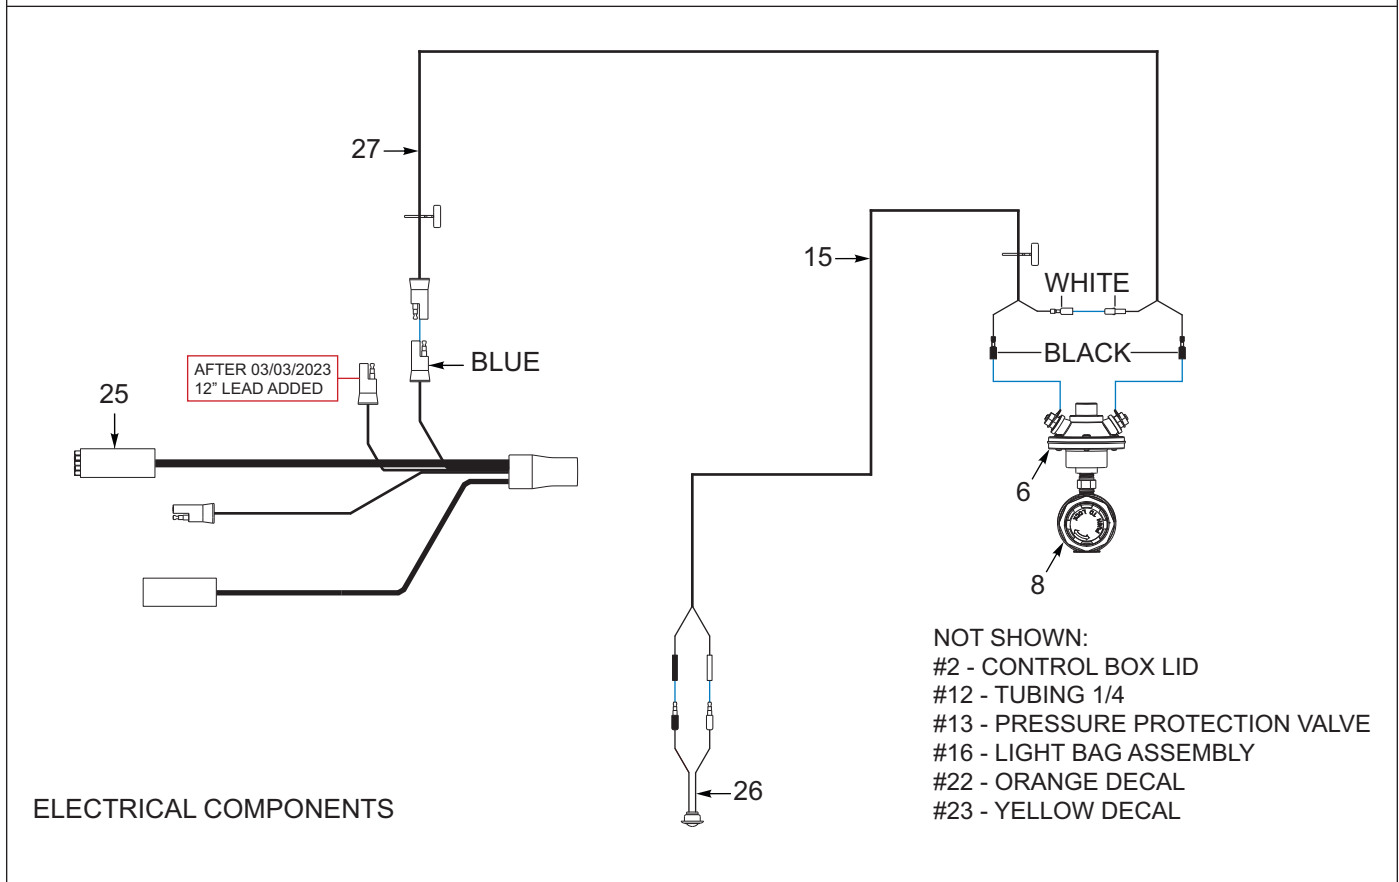 27
15
WHITE
BLACK
BLUE
AFTER 03/03/2023
12” LEAD ADDED
25
6
8
26
NOT SHOWN:
#2 - CONTROL BOX LID
#12 - TUBING 1/4
#13 - PRESSURE PROTECTION VALVE
#16 - LIGHT BAG ASSEMBLY
#22 - ORANGE DECAL
#23 - YELLOW DECAL
ELECTRICAL COMPONENTS